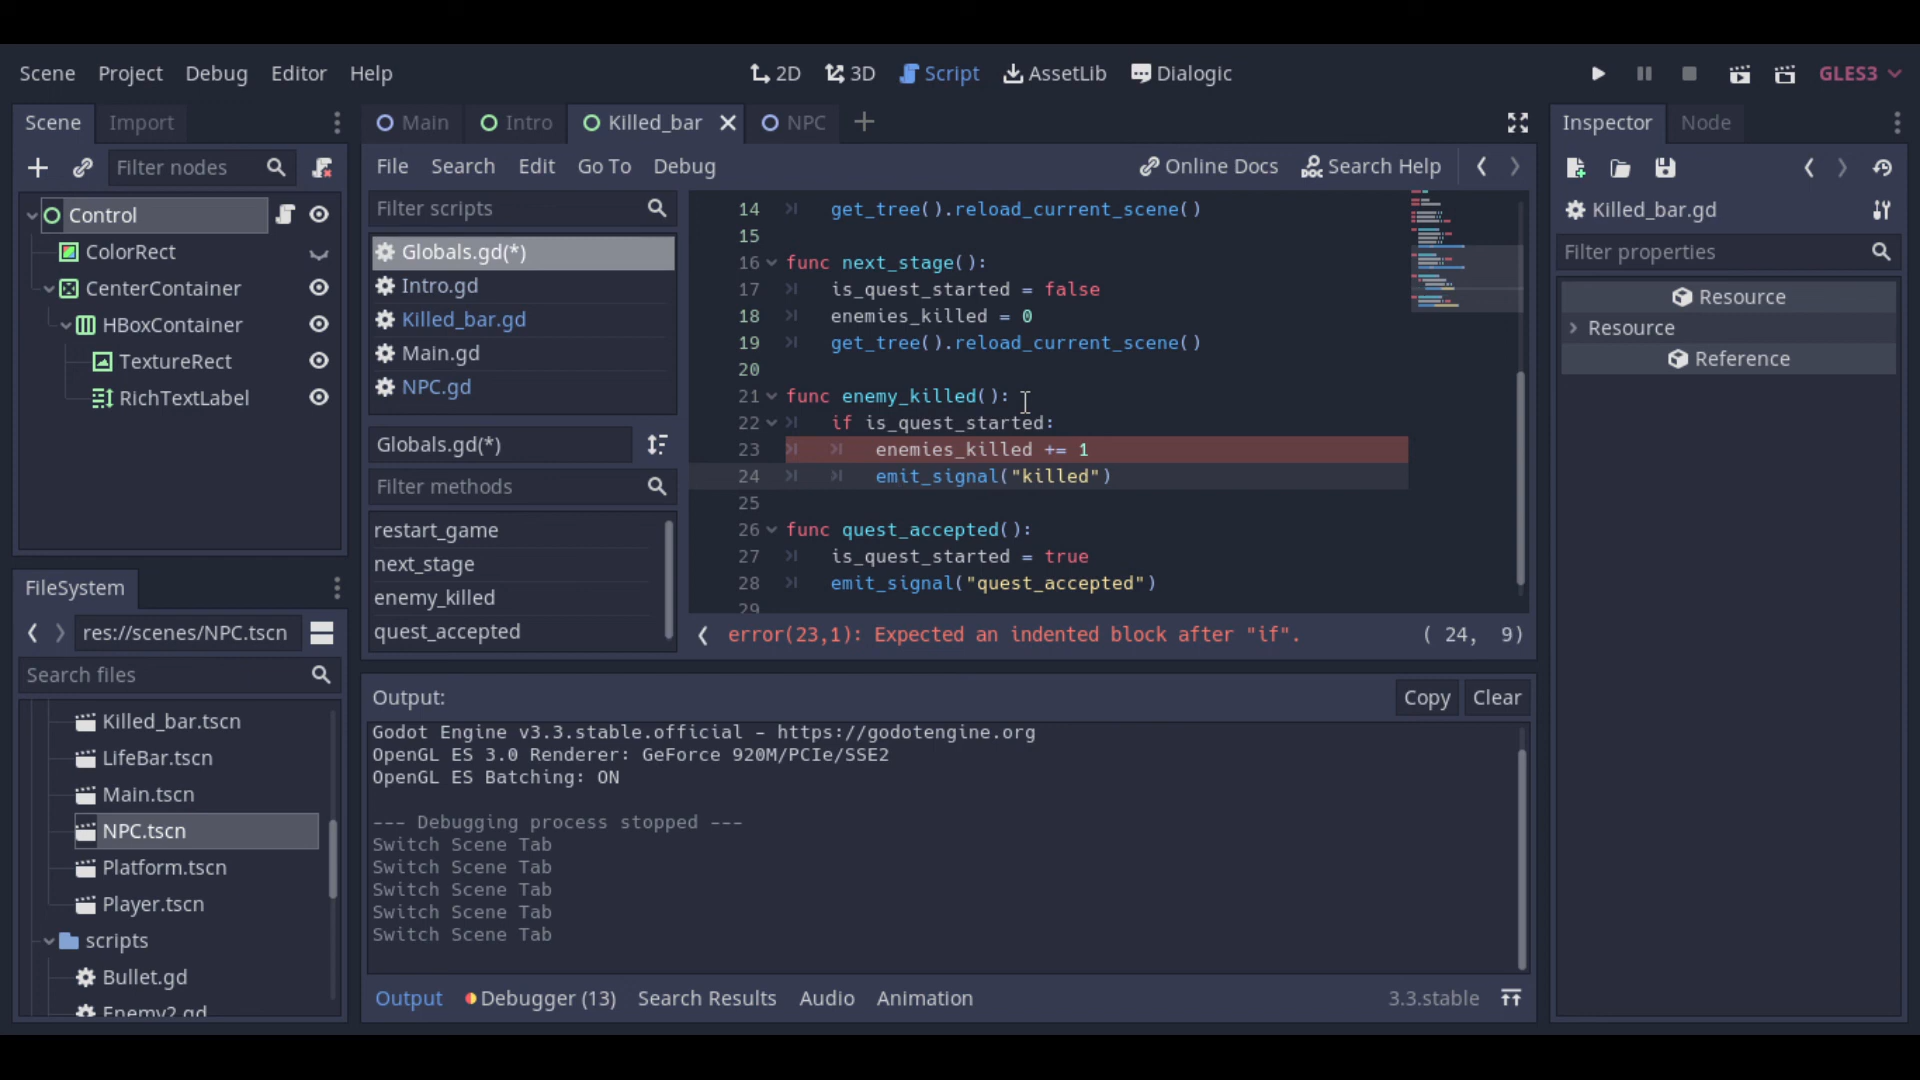 Scene Project Debug Editor Help
2D 3D Script AssetLib Dialogic
GLES3
Scene Import
Filter nodes
Control
ColorRect
CenterContainer
HBoxContainer
TextureRect
RichTextLabel
FileSystem
res://scenes/NPC.tscn
Search files
Killed_bar.tscn
LifeBar.tscn
Main.tscn
NPC.tscn
Platform.tscn
Player.tscn
scripts
Bullet.gd
Enemy2.gd
Main Intro Killed_bar NPC
File Search Edit Go To Debug
Online Docs Search Help
Filter scripts
Globals.gd(*)
Intro.gd
Killed_bar.gd
Main.gd
NPC.gd
Globals.gd(*)
Filter methods
restart_game
next_stage
enemy_killed
quest_accepted
14 get_tree().reload_current_scene()
15
16 func next_stage():
17 is_quest_started = false
18 enemies_killed = 0
19 get_tree().reload_current_scene()
20
21 func enemy_killed():
22 if is_quest_started:
23 enemies_killed += 1
24 emit_signal("killed")
25
26 func quest_accepted():
27 is_quest_started = true
28 emit_signal("quest_accepted")
29
error(23,1): Expected an indented block after "if".
( 24, 9)
Output:
Copy Clear
Godot Engine v3.3.stable.official - https://godotengine.org
OpenGL ES 3.0 Renderer: GeForce 920M/PCIe/SSE2
OpenGL ES Batching: ON
--- Debugging process stopped ---
Switch Scene Tab
Switch Scene Tab
Switch Scene Tab
Switch Scene Tab
Switch Scene Tab
Output Debugger (13) Search Results Audio Animation
3.3.stable
Inspector Node
Killed_bar.gd
Filter properties
Resource
Resource
Reference